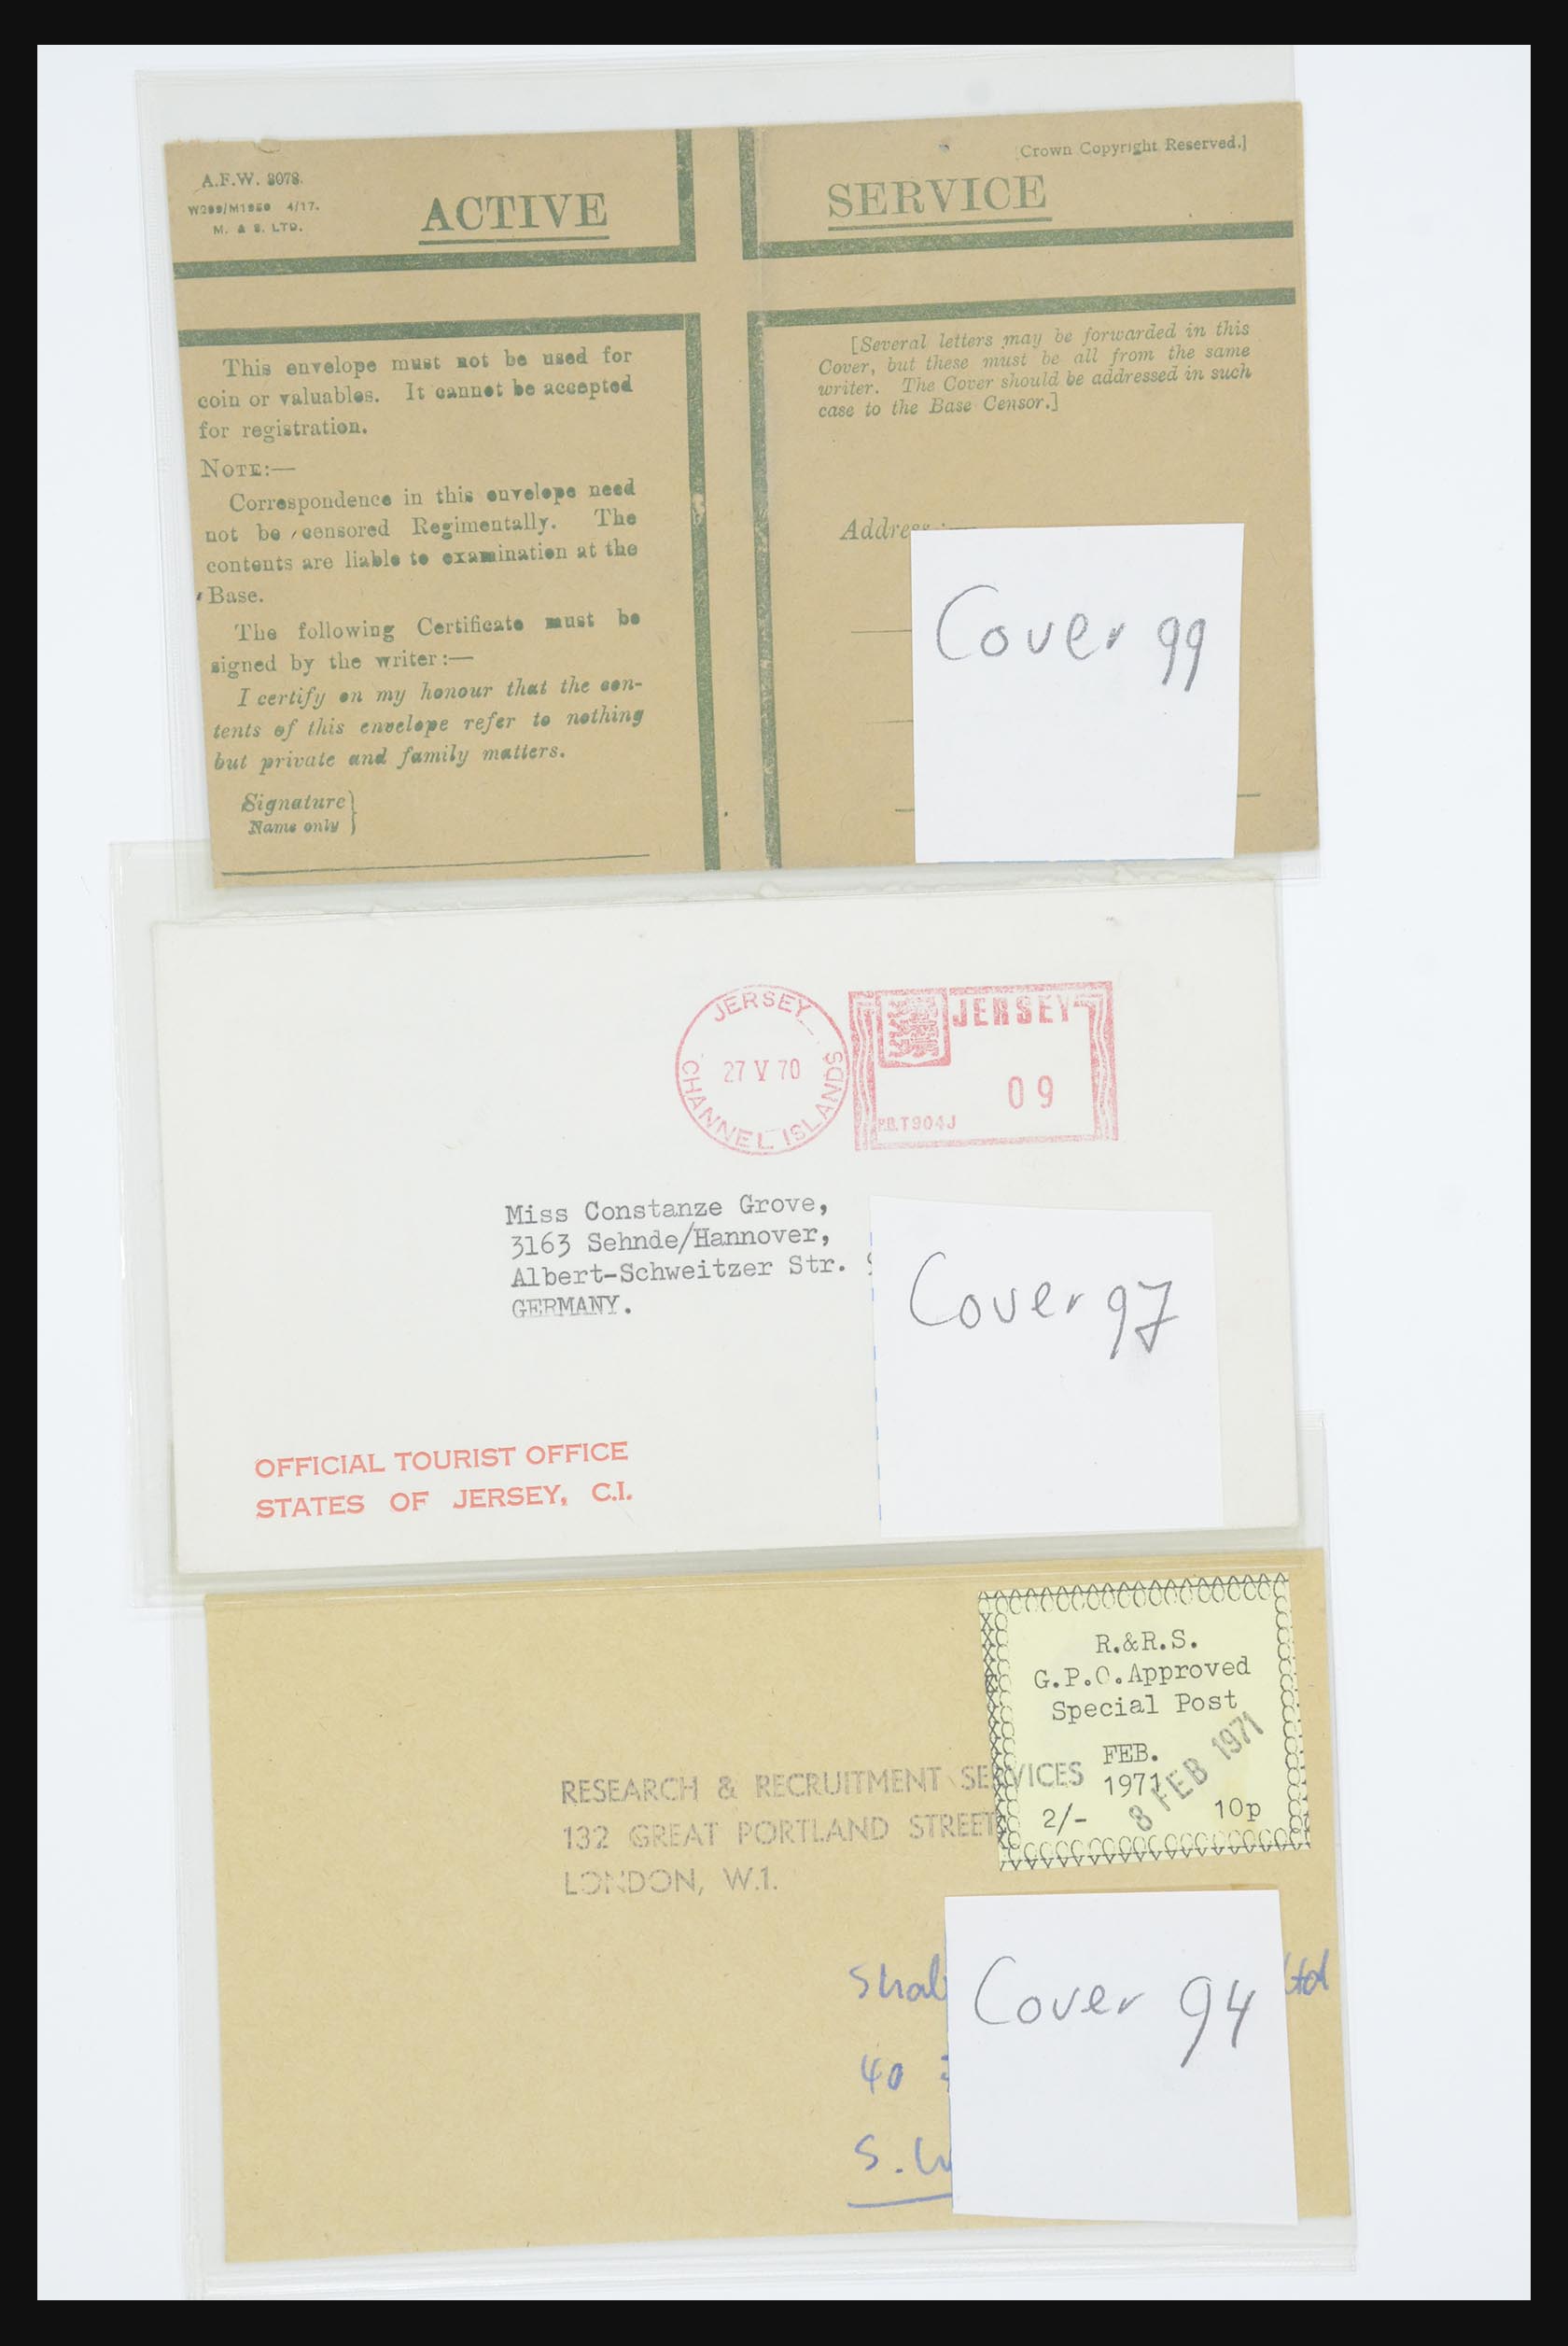 A.F.W. 3078.
W299/M1950 4/17.
M. & S. LTD.
ACTIVE
SERVICE
[Crown Copyright Reserved.]
This envelope must not be used for
coin or valuables. It cannot be accepted
for registration.
NOTE:—
Correspondence in this envelope need
not be censored Regimentally. The
contents are liable to examination at the
Base.
The following Certificate must be
signed by the writer:—
I certify on my honour that the con-
tents of this envelope refer to nothing
but private and family matters.
Signature }
Name only }
[Several letters may be forwarded in this
Cover, but these must be all from the same
writer. The Cover should be addressed in such
case to the Base Censor.]
Address:—
Cover 99
JERSEY
27 V 70
CHANNEL ISLANDS
JERSEY
09
P.B.T904J
Miss Constanze Grove,
3163 Sehnde/Hannover,
Albert-Schweitzer Str.
GERMANY.
Cover 97
OFFICIAL TOURIST OFFICE
STATES OF JERSEY, C.I.
R.&R.S.
G.P.O.Approved
Special Post
FEB.
1971
2/- 10p
8 FEB 1971
RESEARCH & RECRUITMENT SERVICES
132 GREAT PORTLAND STREET
LONDON, W.1.
Ltd
40
Cover 94